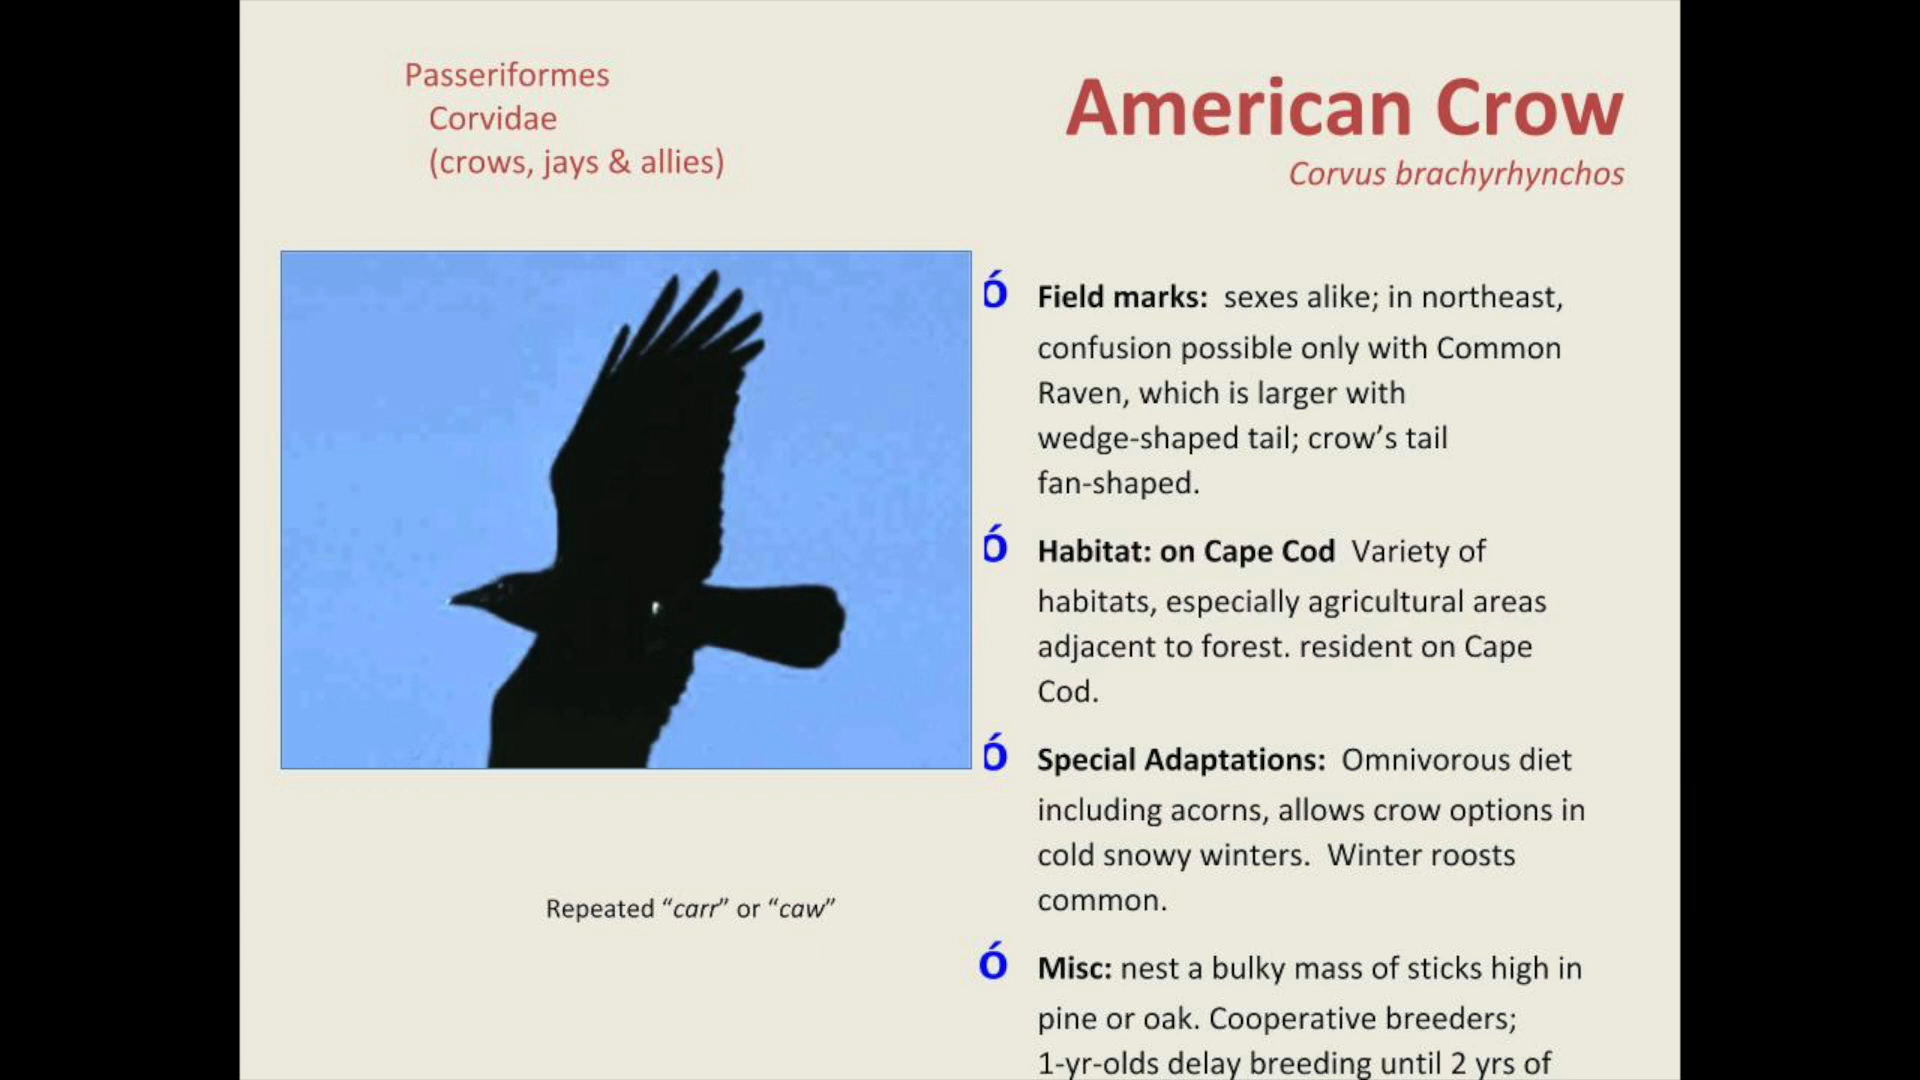 Passeriformes
Corvidae
(crows, jays & allies)
American Crow
Corvus brachyrhynchos
ó Field marks:  sexes alike; in northeast,
confusion possible only with Common
Raven, which is larger with
wedge-shaped tail; crow’s tail
fan-shaped.
ó Habitat: on Cape Cod  Variety of
habitats, especially agricultural areas
adjacent to forest. resident on Cape
Cod.
ó Special Adaptations:  Omnivorous diet
including acorns, allows crow options in
cold snowy winters.  Winter roosts
common.
ó Misc: nest a bulky mass of sticks high in
pine or oak. Cooperative breeders;
1-yr-olds delay breeding until 2 yrs of
Repeated “carr” or “caw”